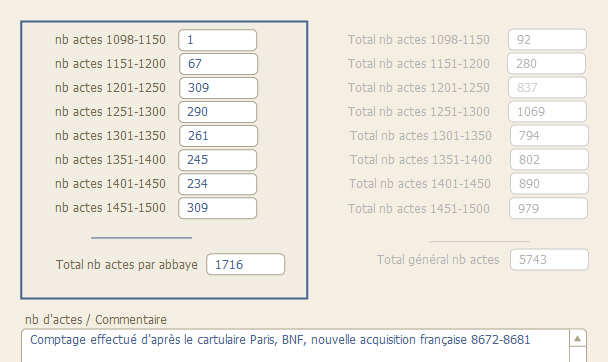 nb actes 1098-1150 1 Total nb actes 1098-1150 92
nb actes 1151-1200 67 Total nb actes 1151-1200 280
nb actes 1201-1250 309 Total nb actes 1201-1250 837
nb actes 1251-1300 290 Total nb actes 1251-1300 1069
nb actes 1301-1350 261 Total nb actes 1301-1350 794
nb actes 1351-1400 245 Total nb actes 1351-1400 802
nb actes 1401-1450 234 Total nb actes 1401-1450 890
nb actes 1451-1500 309 Total nb actes 1451-1500 979
Total nb actes par abbaye 1716 Total général nb actes 5743
nb d'actes / Commentaire
Comptage effectué d'après le cartulaire Paris, BNF, nouvelle acquisition française 8672-8681